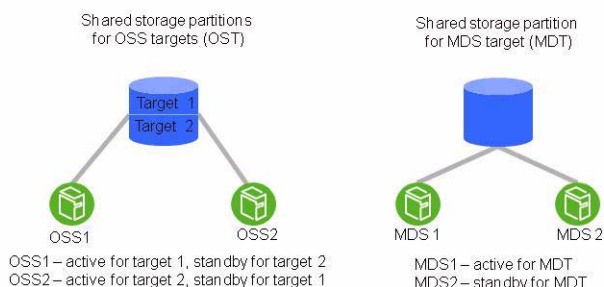 Shared storage partitions
for OSS targets (OST)
Target 1
Target 2
OSS1
OSS2
OSS1 – active for target 1, standby for target 2
OSS2 – active for target 2, standby for target 1
Shared storage partition
for MDS target (MDT)
MDS 1
MDS 2
MDS1 – active for MDT
MDS2 – standby for MDT